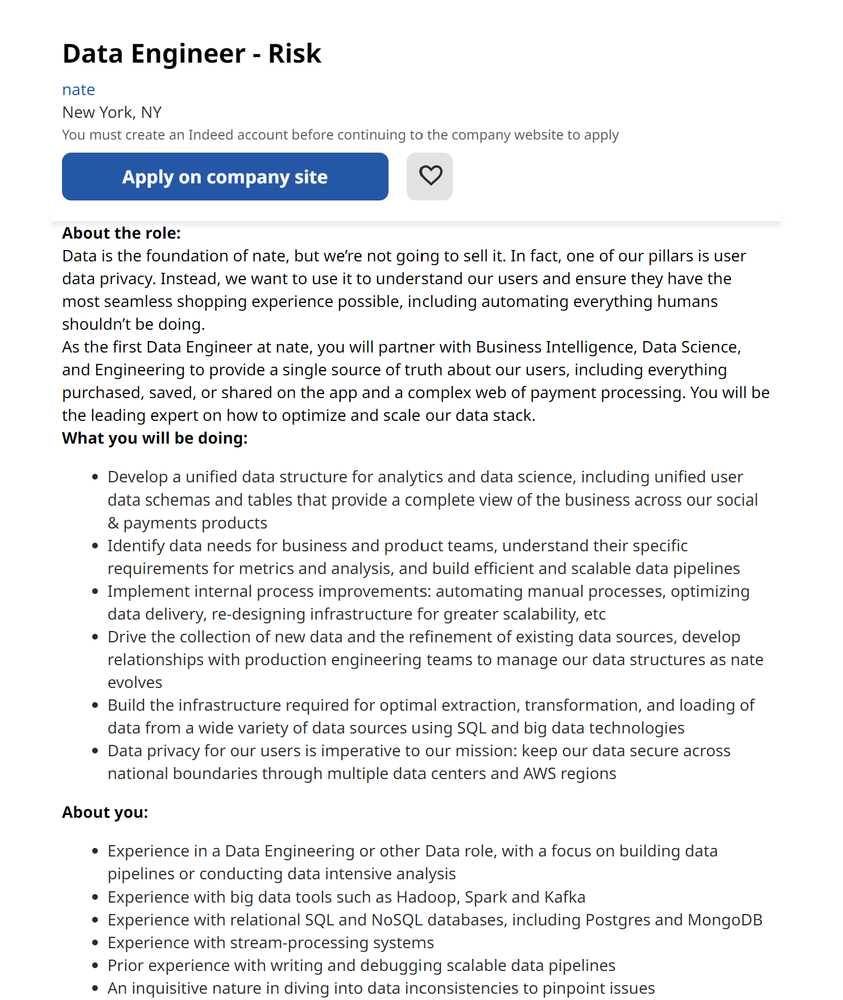 Data Engineer - Risk
nate
New York, NY
You must create an Indeed account before continuing to the company website to apply
Apply on company site
About the role:
Data is the foundation of nate, but we’re not going to sell it. In fact, one of our pillars is user
data privacy. Instead, we want to use it to understand our users and ensure they have the
most seamless shopping experience possible, including automating everything humans
shouldn’t be doing.
As the first Data Engineer at nate, you will partner with Business Intelligence, Data Science,
and Engineering to provide a single source of truth about our users, including everything
purchased, saved, or shared on the app and a complex web of payment processing. You will be
the leading expert on how to optimize and scale our data stack.
What you will be doing:
• Develop a unified data structure for analytics and data science, including unified user
data schemas and tables that provide a complete view of the business across our social
& payments products
• Identify data needs for business and product teams, understand their specific
requirements for metrics and analysis, and build efficient and scalable data pipelines
• Implement internal process improvements: automating manual processes, optimizing
data delivery, re-designing infrastructure for greater scalability, etc
• Drive the collection of new data and the refinement of existing data sources, develop
relationships with production engineering teams to manage our data structures as nate
evolves
• Build the infrastructure required for optimal extraction, transformation, and loading of
data from a wide variety of data sources using SQL and big data technologies
• Data privacy for our users is imperative to our mission: keep our data secure across
national boundaries through multiple data centers and AWS regions
About you:
• Experience in a Data Engineering or other Data role, with a focus on building data
pipelines or conducting data intensive analysis
• Experience with big data tools such as Hadoop, Spark and Kafka
• Experience with relational SQL and NoSQL databases, including Postgres and MongoDB
• Experience with stream-processing systems
• Prior experience with writing and debugging scalable data pipelines
• An inquisitive nature in diving into data inconsistencies to pinpoint issues